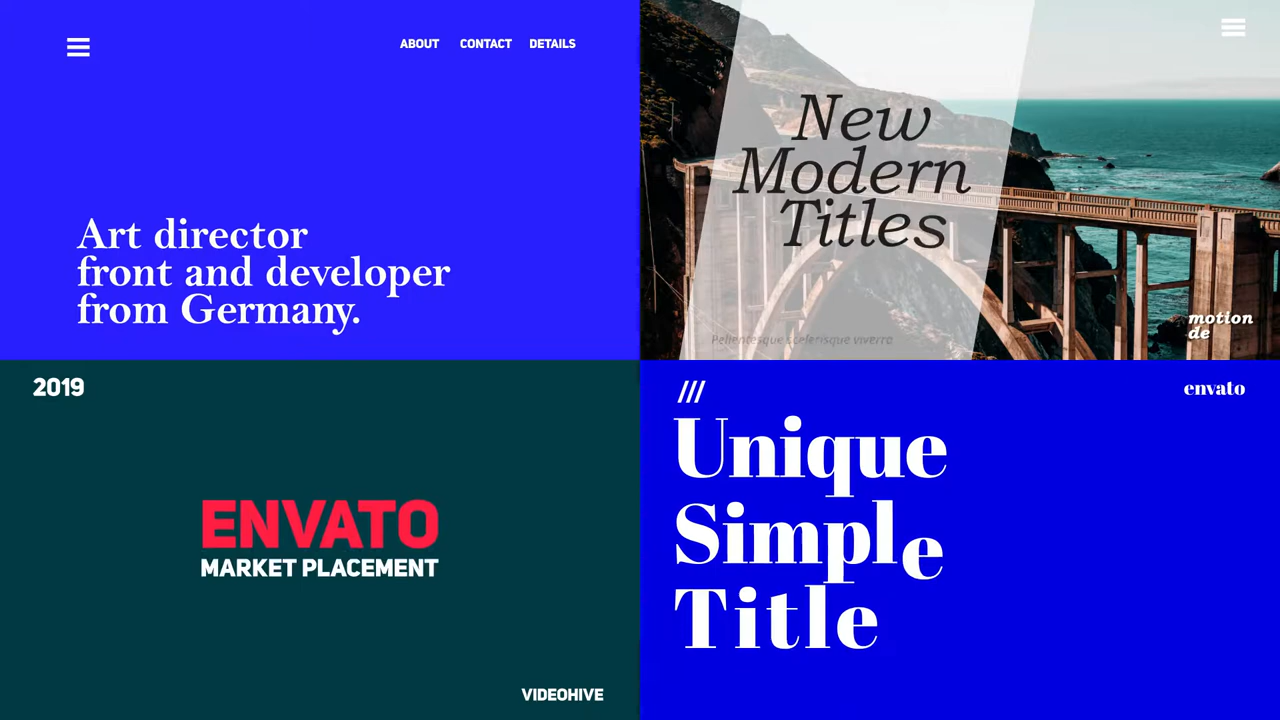 ABOUT CONTACT DETAILS
Art director
front and developer
from Germany.
New
Modern
Titles
Pellentesque scelerisque viverra
motion
de
2019
ENVATO
MARKET PLACEMENT
VIDEOHIVE
///
envato
Unique
Simple
Title